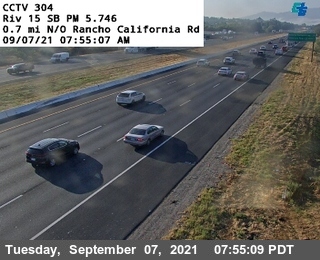 CCTV 304
Riv 15 SB PM 5.746
0.7 mi N/O Rancho California Rd
09/07/21 07:55:07 AM
Tuesday, September 07, 2021 07:55:09 PDT